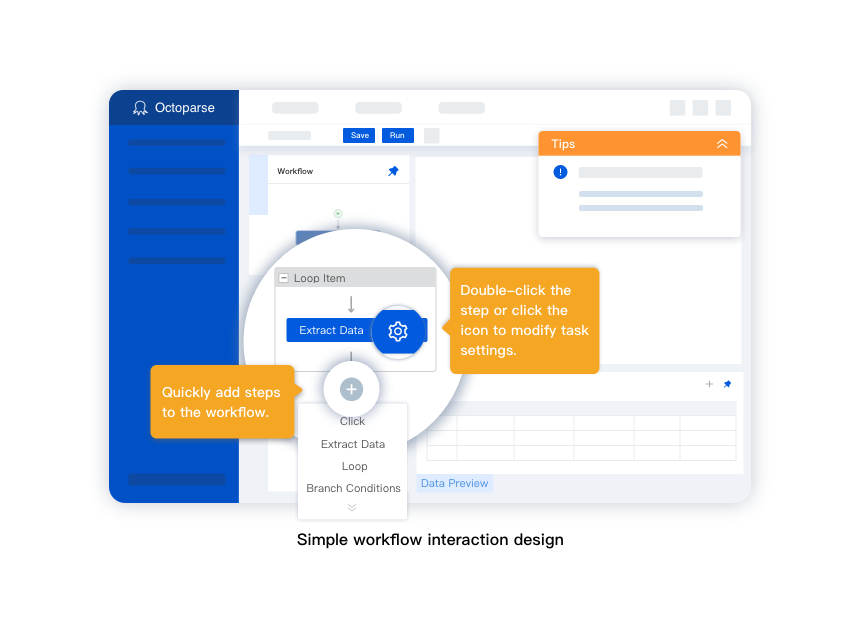 Octoparse
Save
Run
Tips
Workflow
Loop Item
Extract Data
Double-click the
step or click the
icon to modify task
settings.
Quickly add steps
to the workflow.
Click
Extract Data
Loop
Branch Conditions
Data Preview
Simple workflow interaction design